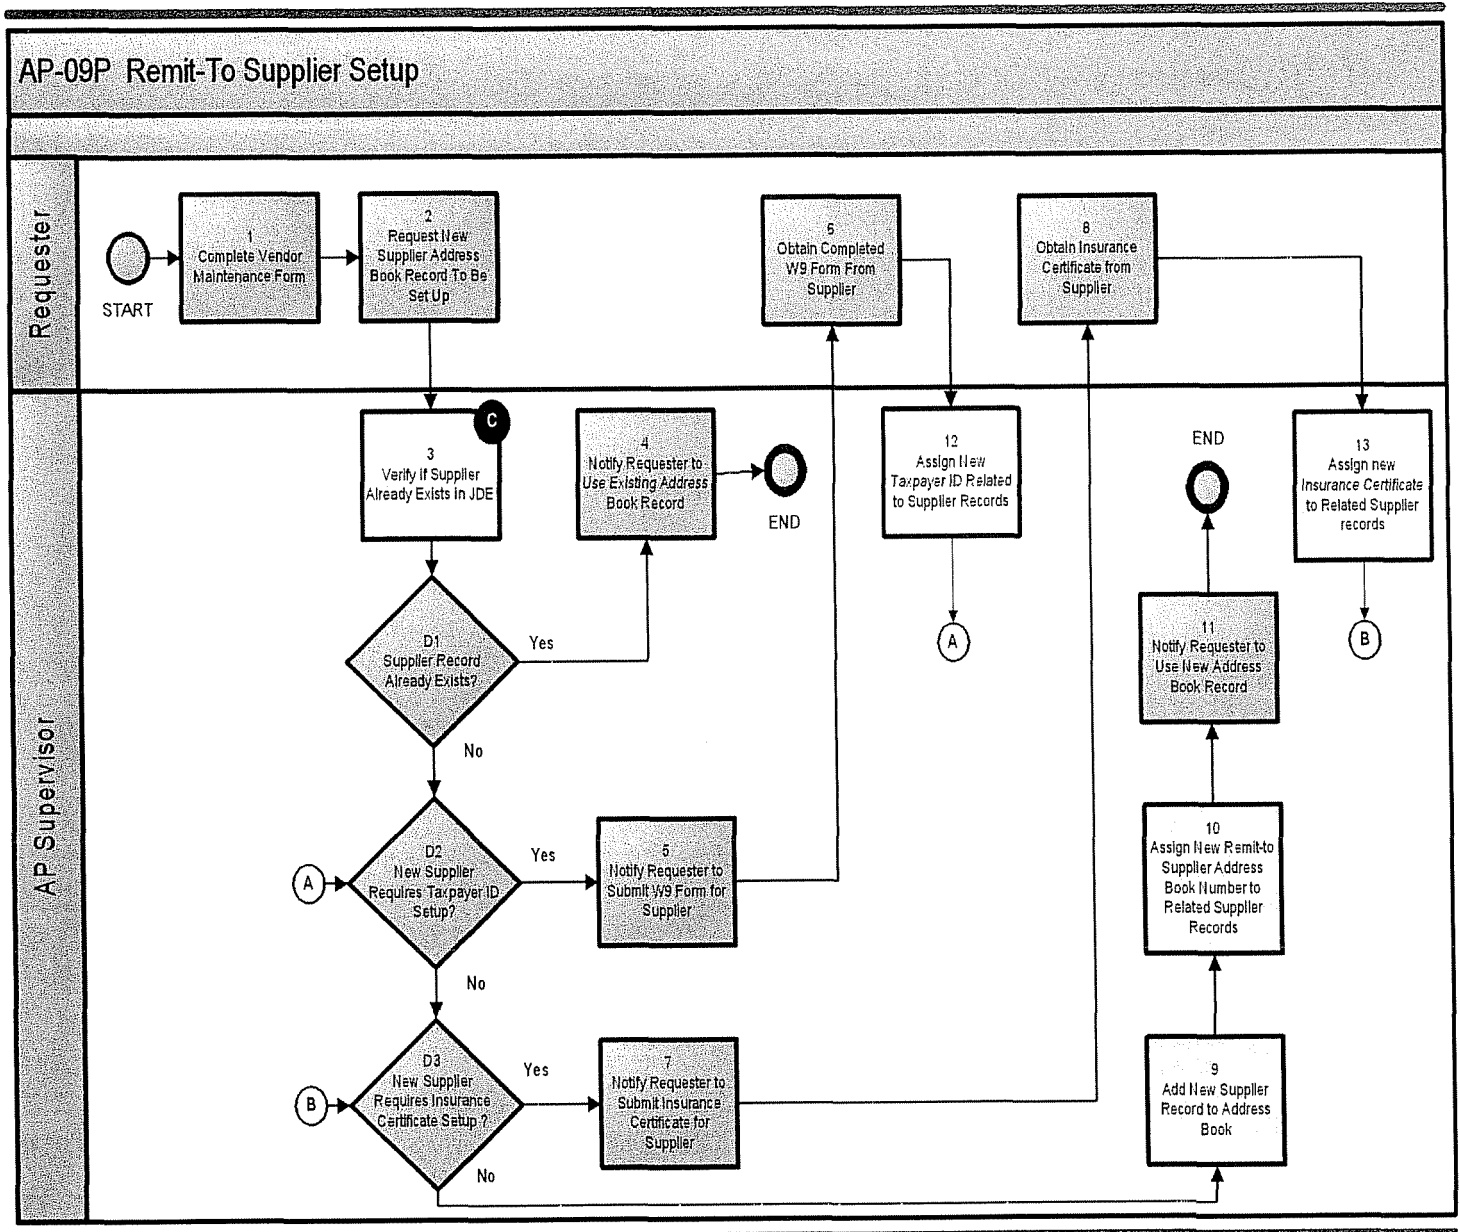 AP-09P Remit-To Supplier Setup
Requester
START
1
Complete Vendor
Maintenance Form
2
Request New
Supplier Address
Book Record To Be
Set Up
6
Obtain Completed
W9 Form From
Supplier
8
Obtain Insurance
Certificate from
Supplier
AP Supervisor
C
3
Verify if Supplier
Already Exists in JDE
4
Notify Requester to
Use Existing Address
Book Record
END
12
Assign New
Taxpayer ID Related
to Supplier Records
A
END
13
Assign new
Insurance Certificate
to Related Supplier
records
B
D1
Supplier Record
Already Exists?
Yes
No
11
Notify Requester to
Use New Address
Book Record
A
D2
New Supplier
Requires Taxpayer ID
Setup?
Yes
No
5
Notify Requester to
Submit W9 Form for
Supplier
10
Assign New Remit-to
Supplier Address
Book Number to
Related Supplier
Records
B
D3
New Supplier
Requires Insurance
Certificate Setup ?
Yes
No
7
Notify Requester to
Submit Insurance
Certificate for
Supplier
9
Add New Supplier
Record to Address
Book